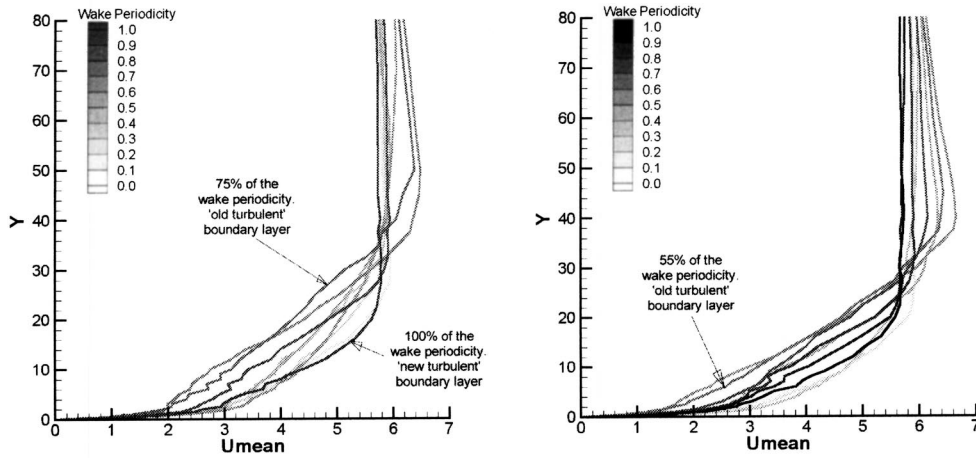 Wake Periodicity
1.0
0.9
0.8
0.7
0.6
0.5
0.4
0.3
0.2
0.1
0.0
80
70
60
50
40
30
20
10
0
Y
75% of the
wake periodicity.
'old turbulent'
boundary layer
100% of the
wake periodicity.
'new turbulent'
boundary layer
0 1 2 3 4 5 6 7
Umean
Wake Periodicity
1.0
0.9
0.8
0.7
0.6
0.5
0.4
0.3
0.2
0.1
0.0
80
70
60
50
40
30
20
10
0
Y
55% of the
wake periodicity.
'old turbulent'
boundary layer
0 1 2 3 4 5 6 7
Umean